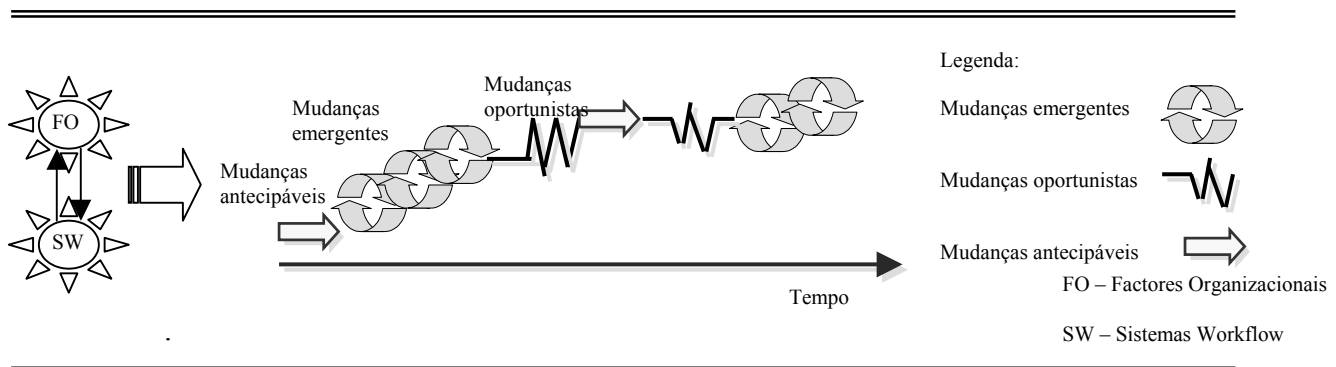 FO
SW
Mudanças
antecipáveis
Mudanças
emergentes
Mudanças
oportunistas
Tempo
Legenda:
Mudanças emergentes
Mudanças oportunistas
Mudanças antecipáveis
FO – Factores Organizacionais
SW – Sistemas Workflow